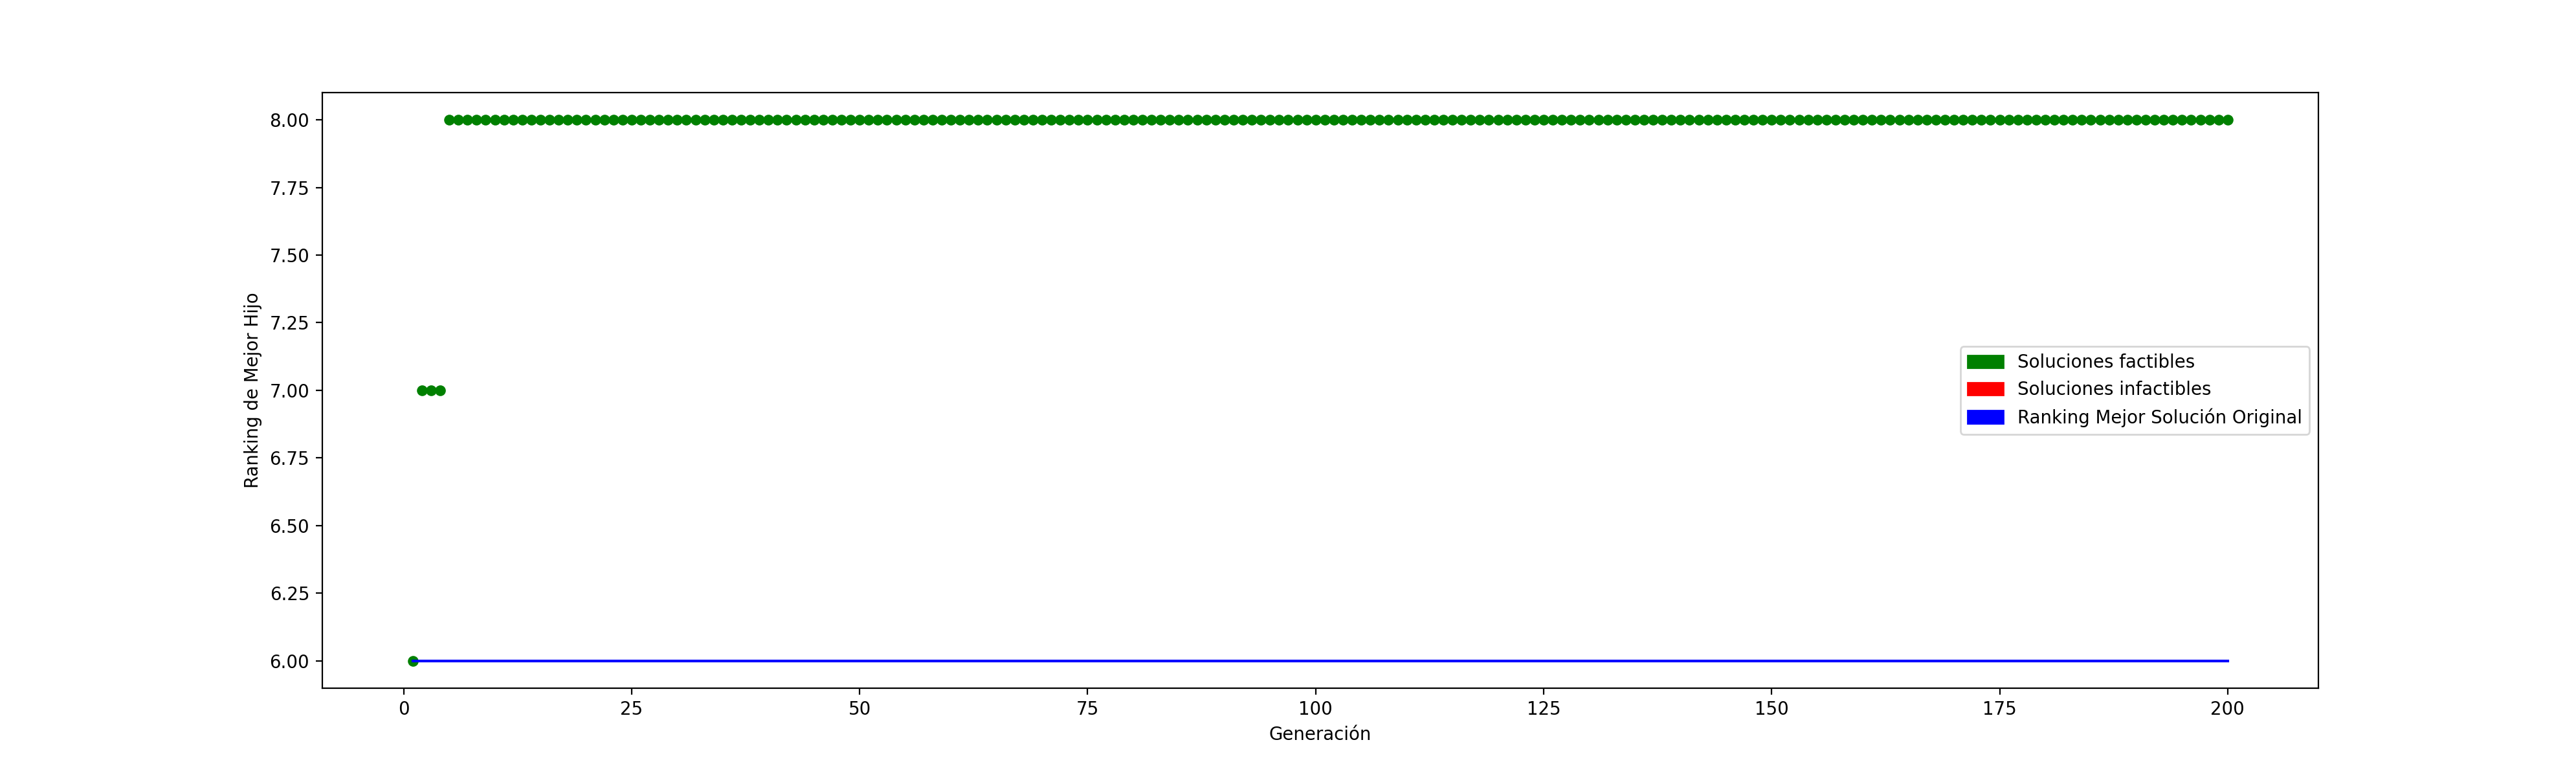 8.00
7.75
7.50
7.25
7.00
6.75
6.50
6.25
6.00
Ranking de Mejor Hijo
Soluciones factibles
Soluciones infactibles
Ranking Mejor Solución Original
0 25 50 75 100 125 150 175 200
Generación